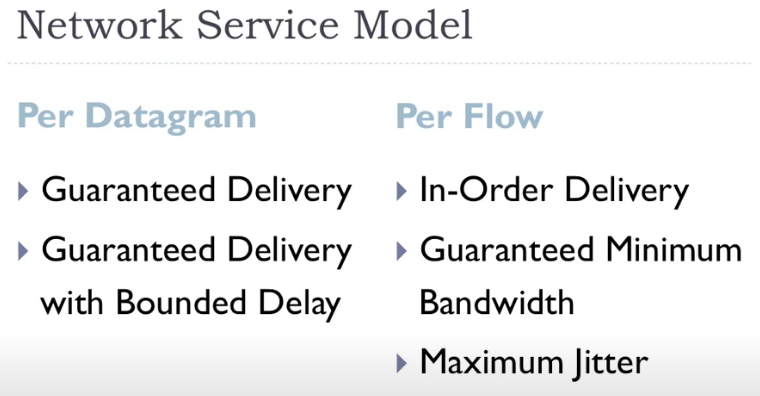 Network Service Model
Per Datagram
Guaranteed Delivery
Guaranteed Delivery
with Bounded Delay
Per Flow
In-Order Delivery
Guaranteed Minimum
Bandwidth
Maximum Jitter